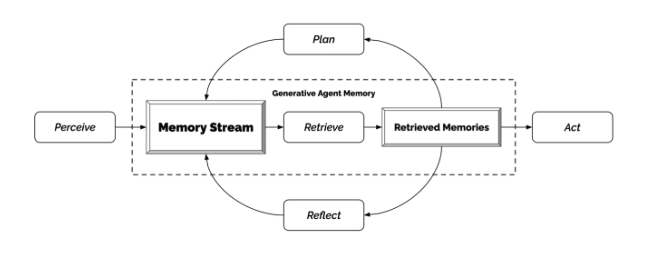 Plan
Generative Agent Memory
Perceive
Memory Stream
Retrieve
Retrieved Memories
Act
Reflect